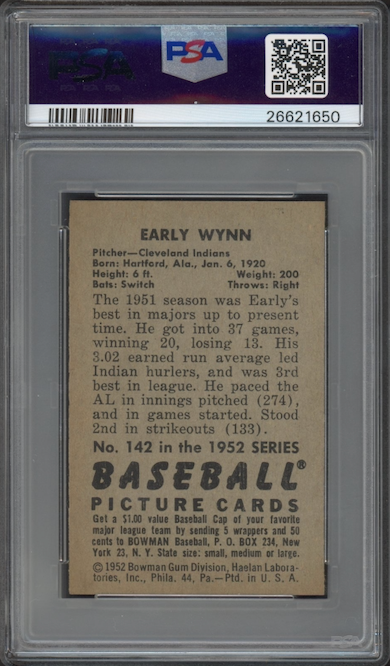 PSA PSA
26621650
EARLY WYNN
Pitcher—Cleveland Indians
Born: Hartford, Ala., Jan. 6, 1920
Height: 6 ft. Weight: 200
Bats: Switch Throws: Right
The 1951 season was Early's
best in majors up to present
time. He got into 37 games,
winning 20, losing 13. His
3.02 earned run average led
Indian hurlers, and was 3rd
best in league. He paced the
AL in innings pitched (274),
and in games started. Stood
2nd in strikeouts (133).
No. 142 in the 1952 SERIES
BASEBALL®
PICTURE CARDS
Get a $1.00 value Baseball Cap of your favorite
major league team by sending 5 wrappers and 50
cents to BOWMAN Baseball, P. O. BOX 234, New
York 23, N. Y. State size: small, medium or large.
©1952 Bowman Gum Division, Haelan Labora-
tories, Inc., Phila. 44, Pa.—Ptd. in U. S. A.
PSA